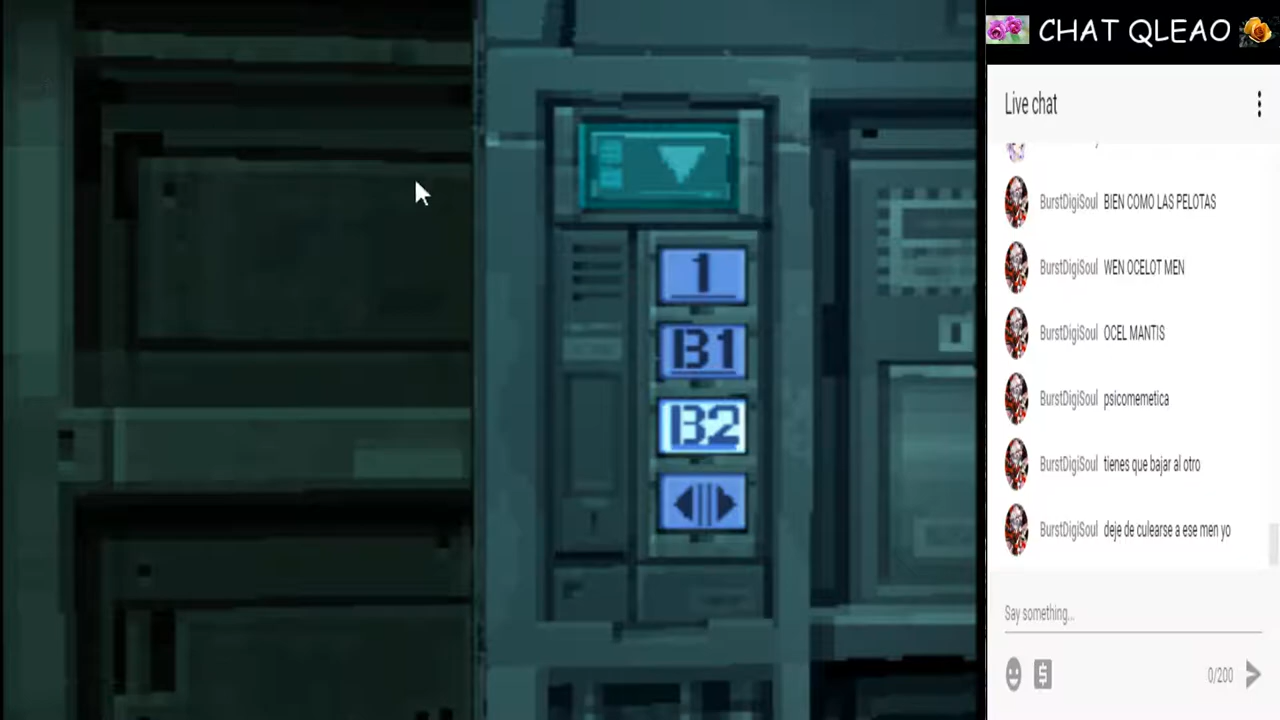 CHAT QLEAO
Live chat
BurstDigiSoul BIEN COMO LAS PELOTAS
BurstDigiSoul WEN OCELOT MEN
BurstDigiSoul OCEL MANTIS
BurstDigiSoul psicomemetica
BurstDigiSoul tienes que bajar al otro
BurstDigiSoul deje de culearse a ese men yo
Say something...
0/200
1
B1
B2